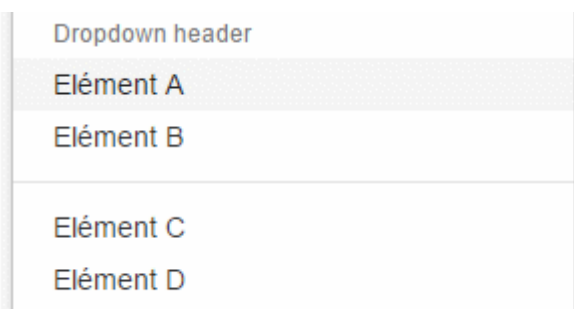 Dropdown header
Elément A
Elément B
Elément C
Elément D